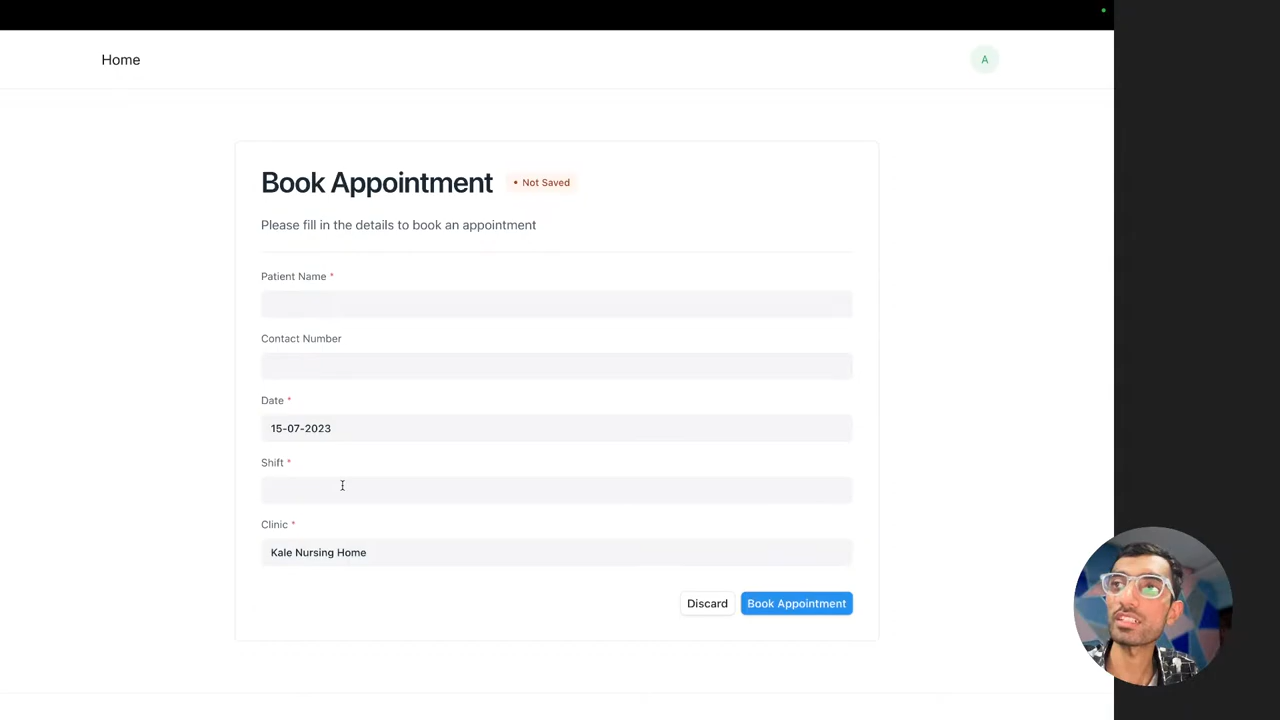 Home
A
Book Appointment
• Not Saved
Please fill in the details to book an appointment
Patient Name *
Contact Number
Date *
15-07-2023
Shift *
Clinic *
Kale Nursing Home
Discard
Book Appointment